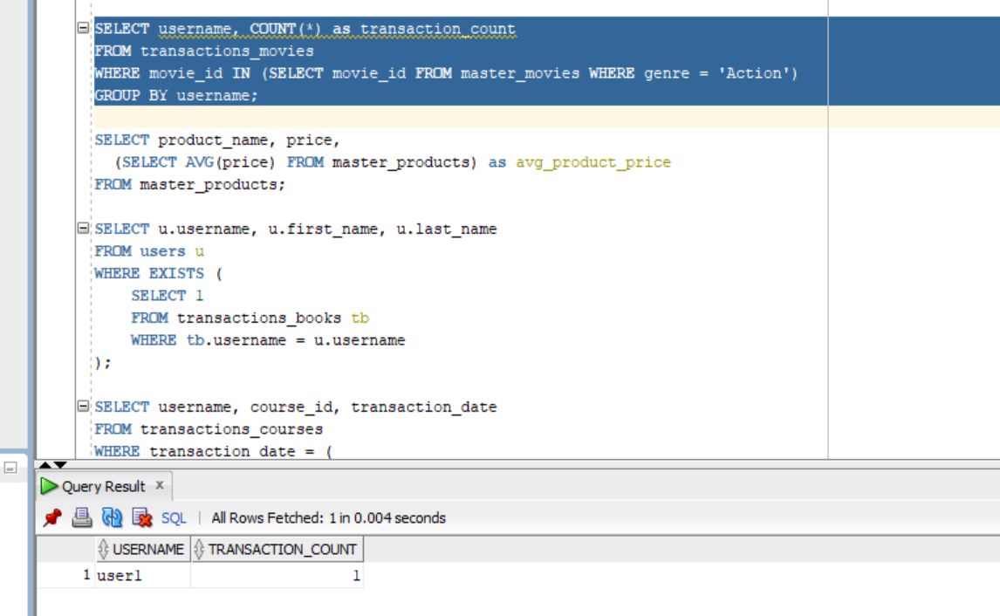 SELECT username, COUNT(*) as transaction_count
FROM transactions_movies
WHERE movie_id IN (SELECT movie_id FROM master_movies WHERE genre = 'Action')
GROUP BY username;
SELECT product_name, price,
(SELECT AVG(price) FROM master_products) as avg_product_price
FROM master_products;
SELECT u.username, u.first_name, u.last_name
FROM users u
WHERE EXISTS (
SELECT 1
FROM transactions_books tb
WHERE tb.username = u.username
);
SELECT username, course_id, transaction_date
FROM transactions_courses
WHERE transaction_date = (
Query Result x
SQL | All Rows Fetched: 1 in 0.004 seconds
USERNAME TRANSACTION_COUNT
1 user1 1